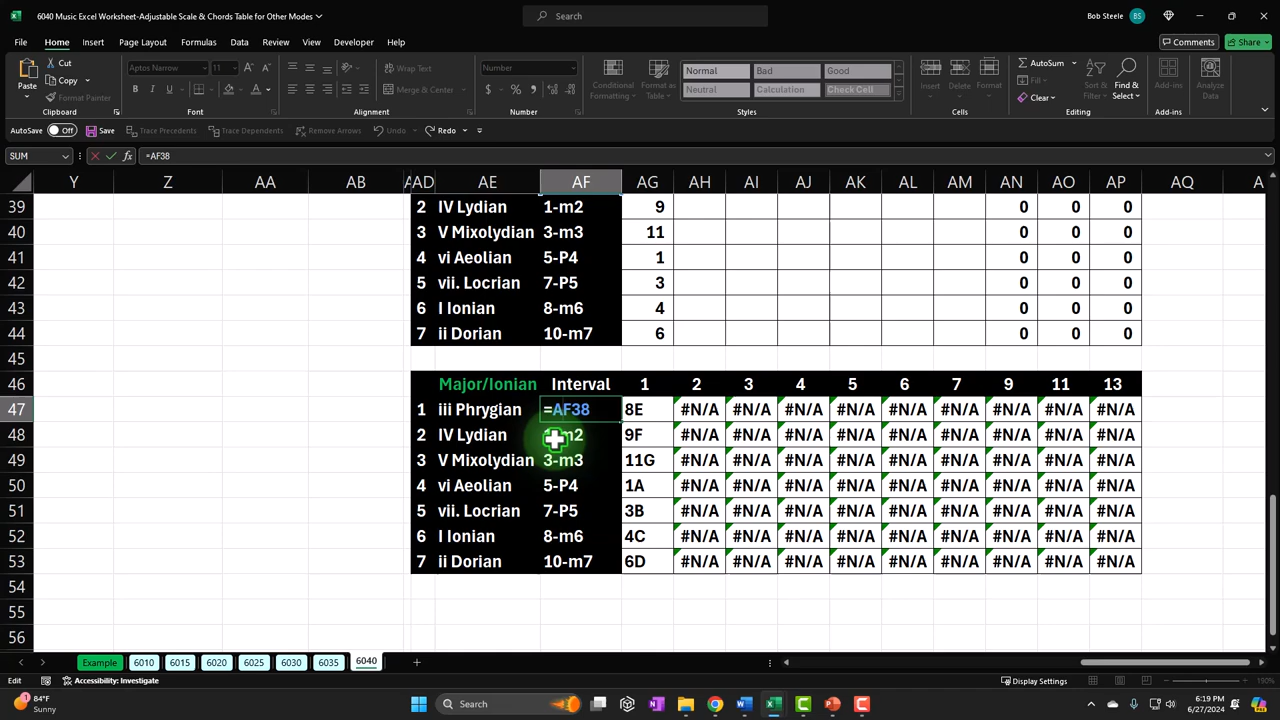 6040 Music Excel Worksheet-Adjustable Scale & Chords Table for Other Modes
Search
Bob Steele
BS
File Home Insert Page Layout Formulas Data Review View Developer Help
Comments
Share
Paste
Cut
Copy
Format Painter
Clipboard
Aptos Narrow
11
Font
Wrap Text
Merge & Center
Alignment
Number
Number
Conditional Formatting
Format as Table
Normal Bad Good
Neutral Calculation Check Cell
Styles
Insert Delete Format
Cells
AutoSum
Fill
Clear
Sort & Filter
Find & Select
Editing
Add-ins
Add-ins
Analyze Data
AutoSave Off Save Trace Precedents Trace Dependents Remove Arrows Undo Redo
SUM =AF38
Y Z AA AB AD AE AF AG AH AI AJ AK AL AM AN AO AP AQ
39 2 IV Lydian 1-m2 9 0 0 0
40 3 V Mixolydian 3-m3 11 0 0 0
41 4 vi Aeolian 5-P4 1 0 0 0
42 5 vii. Locrian 7-P5 3 0 0 0
43 6 I Ionian 8-m6 4 0 0 0
44 7 ii Dorian 10-m7 6 0 0 0
45
46 Major/Ionian Interval 1 2 3 4 5 6 7 9 11 13
47 1 iii Phrygian =AF38 8E #N/A #N/A #N/A #N/A #N/A #N/A #N/A #N/A #N/A
48 2 IV Lydian m2 9F #N/A #N/A #N/A #N/A #N/A #N/A #N/A #N/A #N/A
49 3 V Mixolydian 3-m3 11G #N/A #N/A #N/A #N/A #N/A #N/A #N/A #N/A #N/A
50 4 vi Aeolian 5-P4 1A #N/A #N/A #N/A #N/A #N/A #N/A #N/A #N/A #N/A
51 5 vii. Locrian 7-P5 3B #N/A #N/A #N/A #N/A #N/A #N/A #N/A #N/A #N/A
52 6 I Ionian 8-m6 4C #N/A #N/A #N/A #N/A #N/A #N/A #N/A #N/A #N/A
53 7 ii Dorian 10-m7 6D #N/A #N/A #N/A #N/A #N/A #N/A #N/A #N/A #N/A
54
55
56
Example 6010 6015 6020 6025 6030 6035 6040
Edit Accessibility: Investigate Display Settings 190%
84°F
Sunny
Search
6:19 PM
6/27/2024